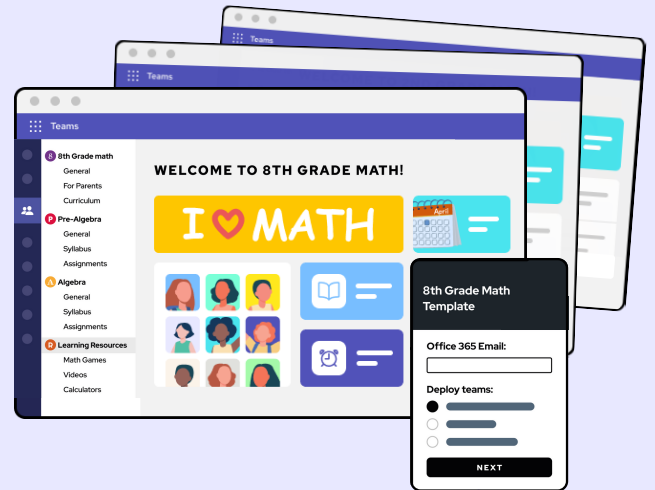 Teams
Teams
Teams
8 8th Grade math
General
For Parents
Curriculum
P Pre-Algebra
General
Syllabus
Assignments
A Algebra
General
Syllabus
Assignments
R Learning Resources
Math Games
Videos
Calculators
WELCOME TO 8TH GRADE MATH!
I MATH
April
8th Grade Math
Template
Office 365 Email:
Deploy teams:
NEXT